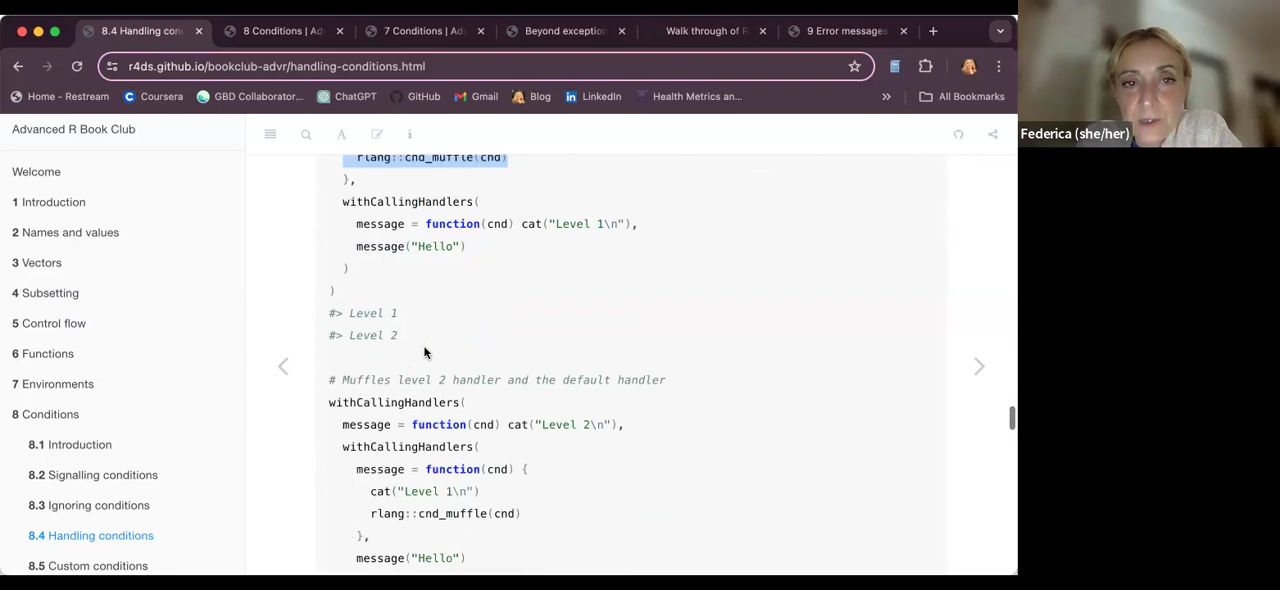 8.4 Handling con
8 Conditions | Ad
7 Conditions | Ad
Beyond exception
Walk through of R
9 Error messages
r4ds.github.io/bookclub-advr/handling-conditions.html
Home - Restream
Coursera
GBD Collaborator...
ChatGPT
GitHub
Gmail
Blog
LinkedIn
Health Metrics an...
»
All Bookmarks
Federica (she/her)
Advanced R Book Club
Welcome
1 Introduction
2 Names and values
3 Vectors
4 Subsetting
5 Control flow
6 Functions
7 Environments
8 Conditions
8.1 Introduction
8.2 Signalling conditions
8.3 Ignoring conditions
8.4 Handling conditions
8.5 Custom conditions
rlang::cnd_muffle(cnd)
},
withCallingHandlers(
message = function(cnd) cat("Level 1\n"),
message("Hello")
)
)
#> Level 1
#> Level 2
# Muffles level 2 handler and the default handler
withCallingHandlers(
message = function(cnd) cat("Level 2\n"),
withCallingHandlers(
message = function(cnd) {
cat("Level 1\n")
rlang::cnd_muffle(cnd)
},
message("Hello")